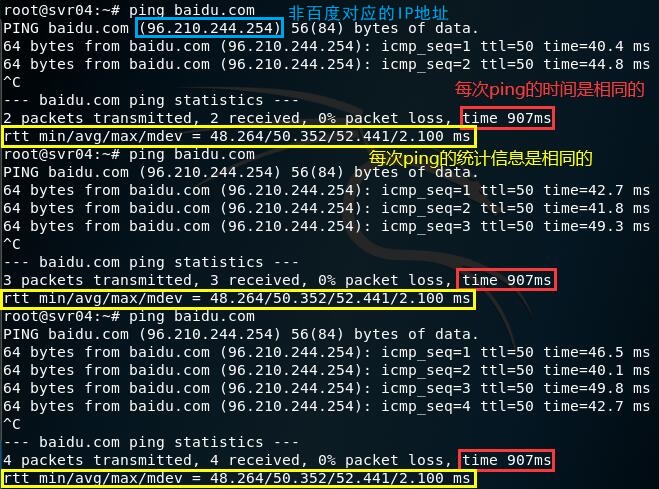 root@svr04:~# ping baidu.com 非百度对应的IP地址
PING baidu.com (96.210.244.254) 56(84) bytes of data.
64 bytes from baidu.com (96.210.244.254): icmp_seq=1 ttl=50 time=40.4 ms
64 bytes from baidu.com (96.210.244.254): icmp_seq=2 ttl=50 time=44.8 ms
^C
每次ping的时间是相同的
--- baidu.com ping statistics ---
2 packets transmitted, 2 received, 0% packet loss, time 907ms
rtt min/avg/max/mdev = 48.264/50.352/52.441/2.100 ms
root@svr04:~# ping baidu.com 每次ping的统计信息是相同的
PING baidu.com (96.210.244.254) 56(84) bytes of data.
64 bytes from baidu.com (96.210.244.254): icmp_seq=1 ttl=50 time=42.7 ms
64 bytes from baidu.com (96.210.244.254): icmp_seq=2 ttl=50 time=41.8 ms
64 bytes from baidu.com (96.210.244.254): icmp_seq=3 ttl=50 time=49.3 ms
^C
--- baidu.com ping statistics ---
3 packets transmitted, 3 received, 0% packet loss, time 907ms
rtt min/avg/max/mdev = 48.264/50.352/52.441/2.100 ms
root@svr04:~# ping baidu.com
PING baidu.com (96.210.244.254) 56(84) bytes of data.
64 bytes from baidu.com (96.210.244.254): icmp_seq=1 ttl=50 time=46.5 ms
64 bytes from baidu.com (96.210.244.254): icmp_seq=2 ttl=50 time=40.1 ms
64 bytes from baidu.com (96.210.244.254): icmp_seq=3 ttl=50 time=49.8 ms
64 bytes from baidu.com (96.210.244.254): icmp_seq=4 ttl=50 time=42.7 ms
^C
--- baidu.com ping statistics ---
4 packets transmitted, 4 received, 0% packet loss, time 907ms
rtt min/avg/max/mdev = 48.264/50.352/52.441/2.100 ms